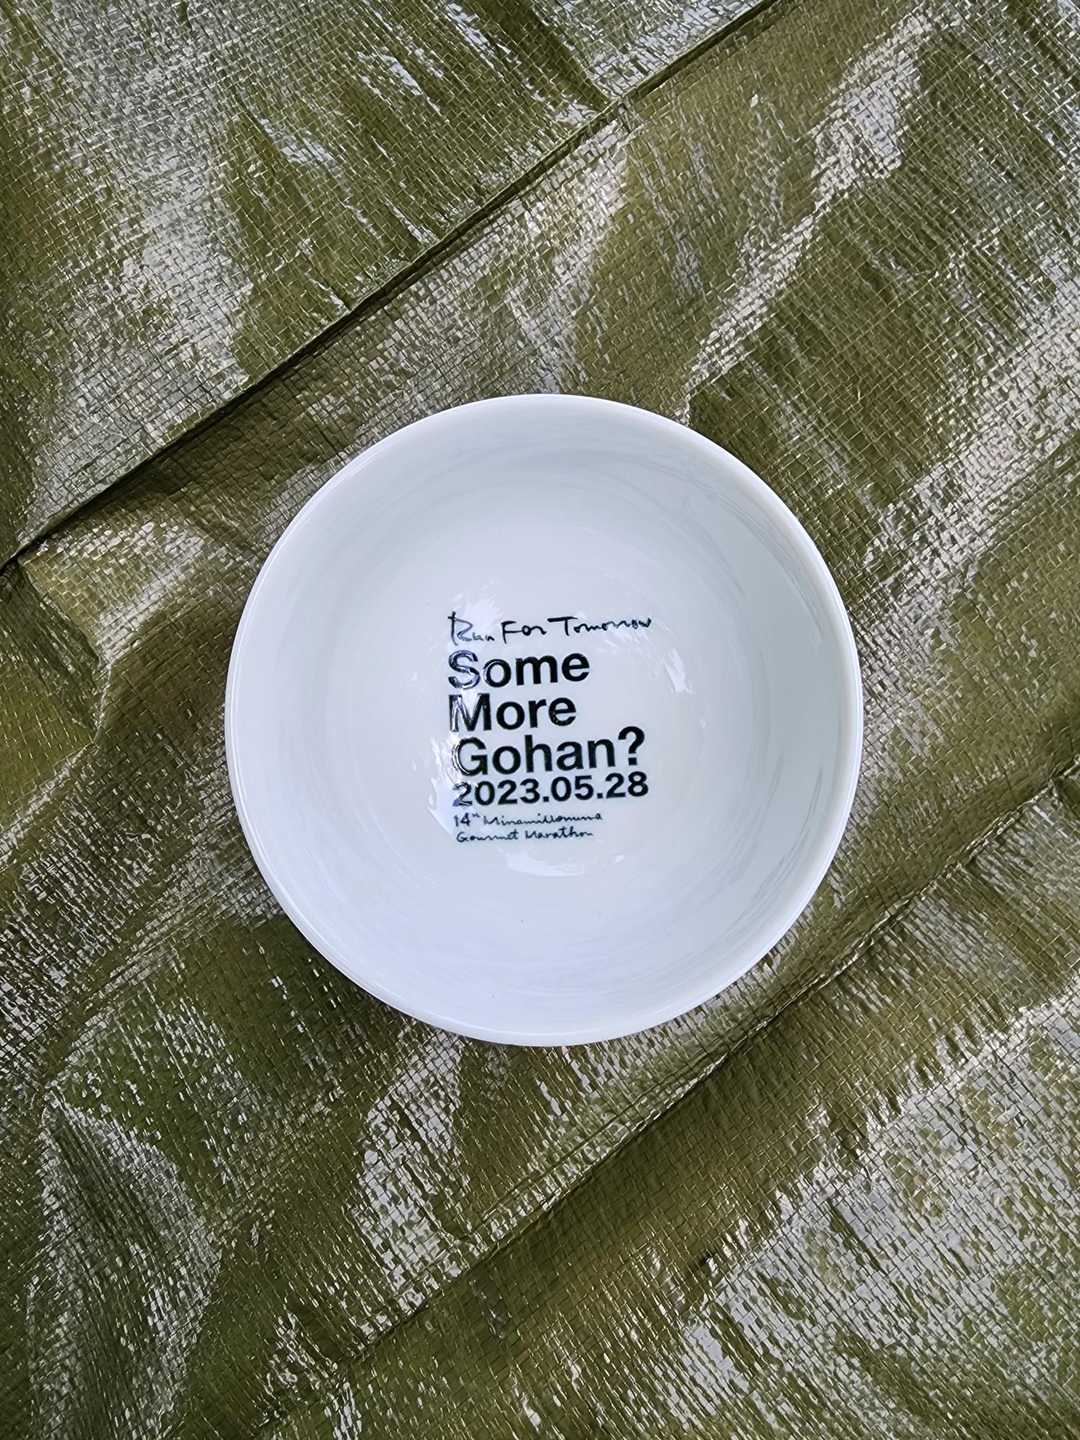 Run For Tomorrow
Some
More
Gohan?
2023.05.28
14th MinamiUonuma
Gourmet Marathon